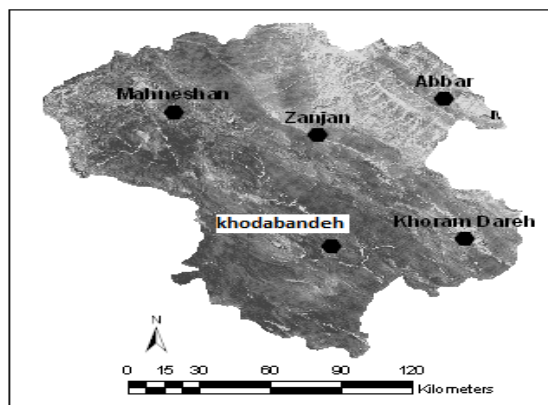 Abbar
Mahneshan
Zanjan
khodabandeh
Khoram Dareh
N
0 15 30 60 90 120
Kilometers